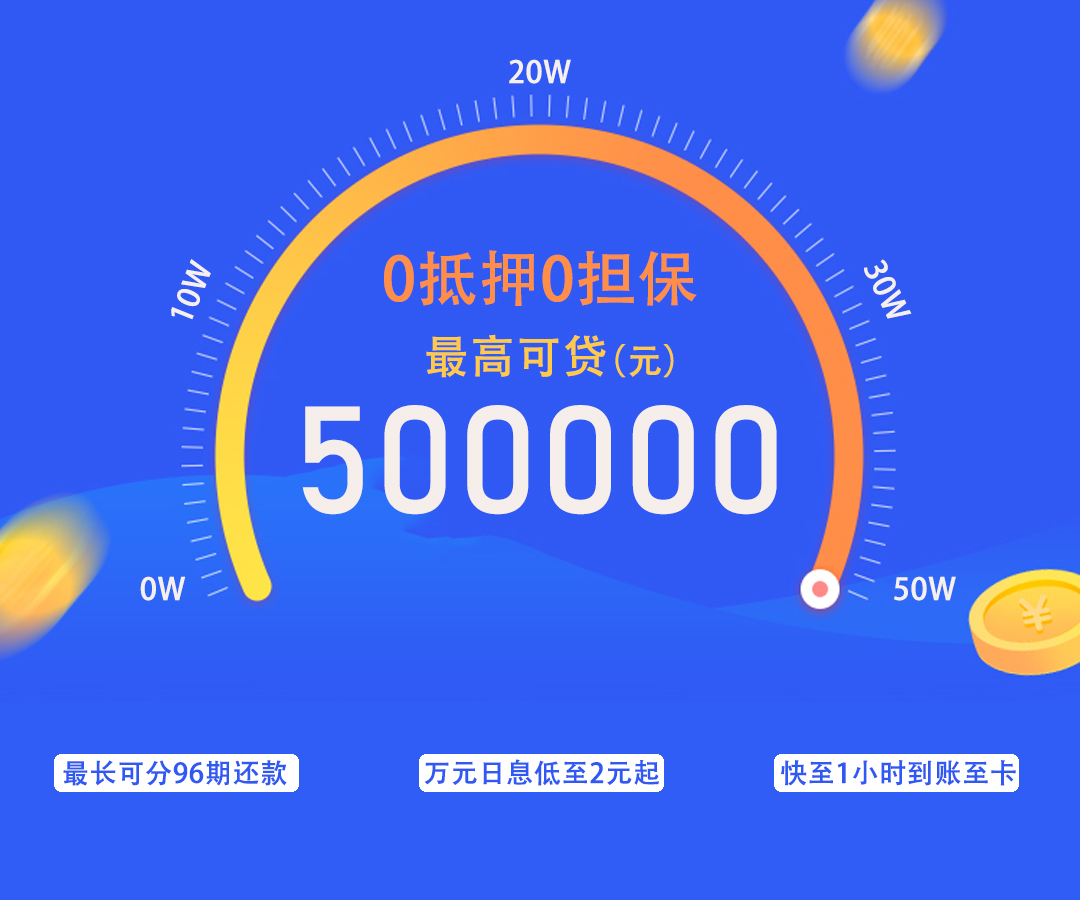 20W
10W
30W
0抵押0担保
最高可贷(元)
500000
0W
50W
¥
最长可分96期还款
万元日息低至2元起
快至1小时到账至卡